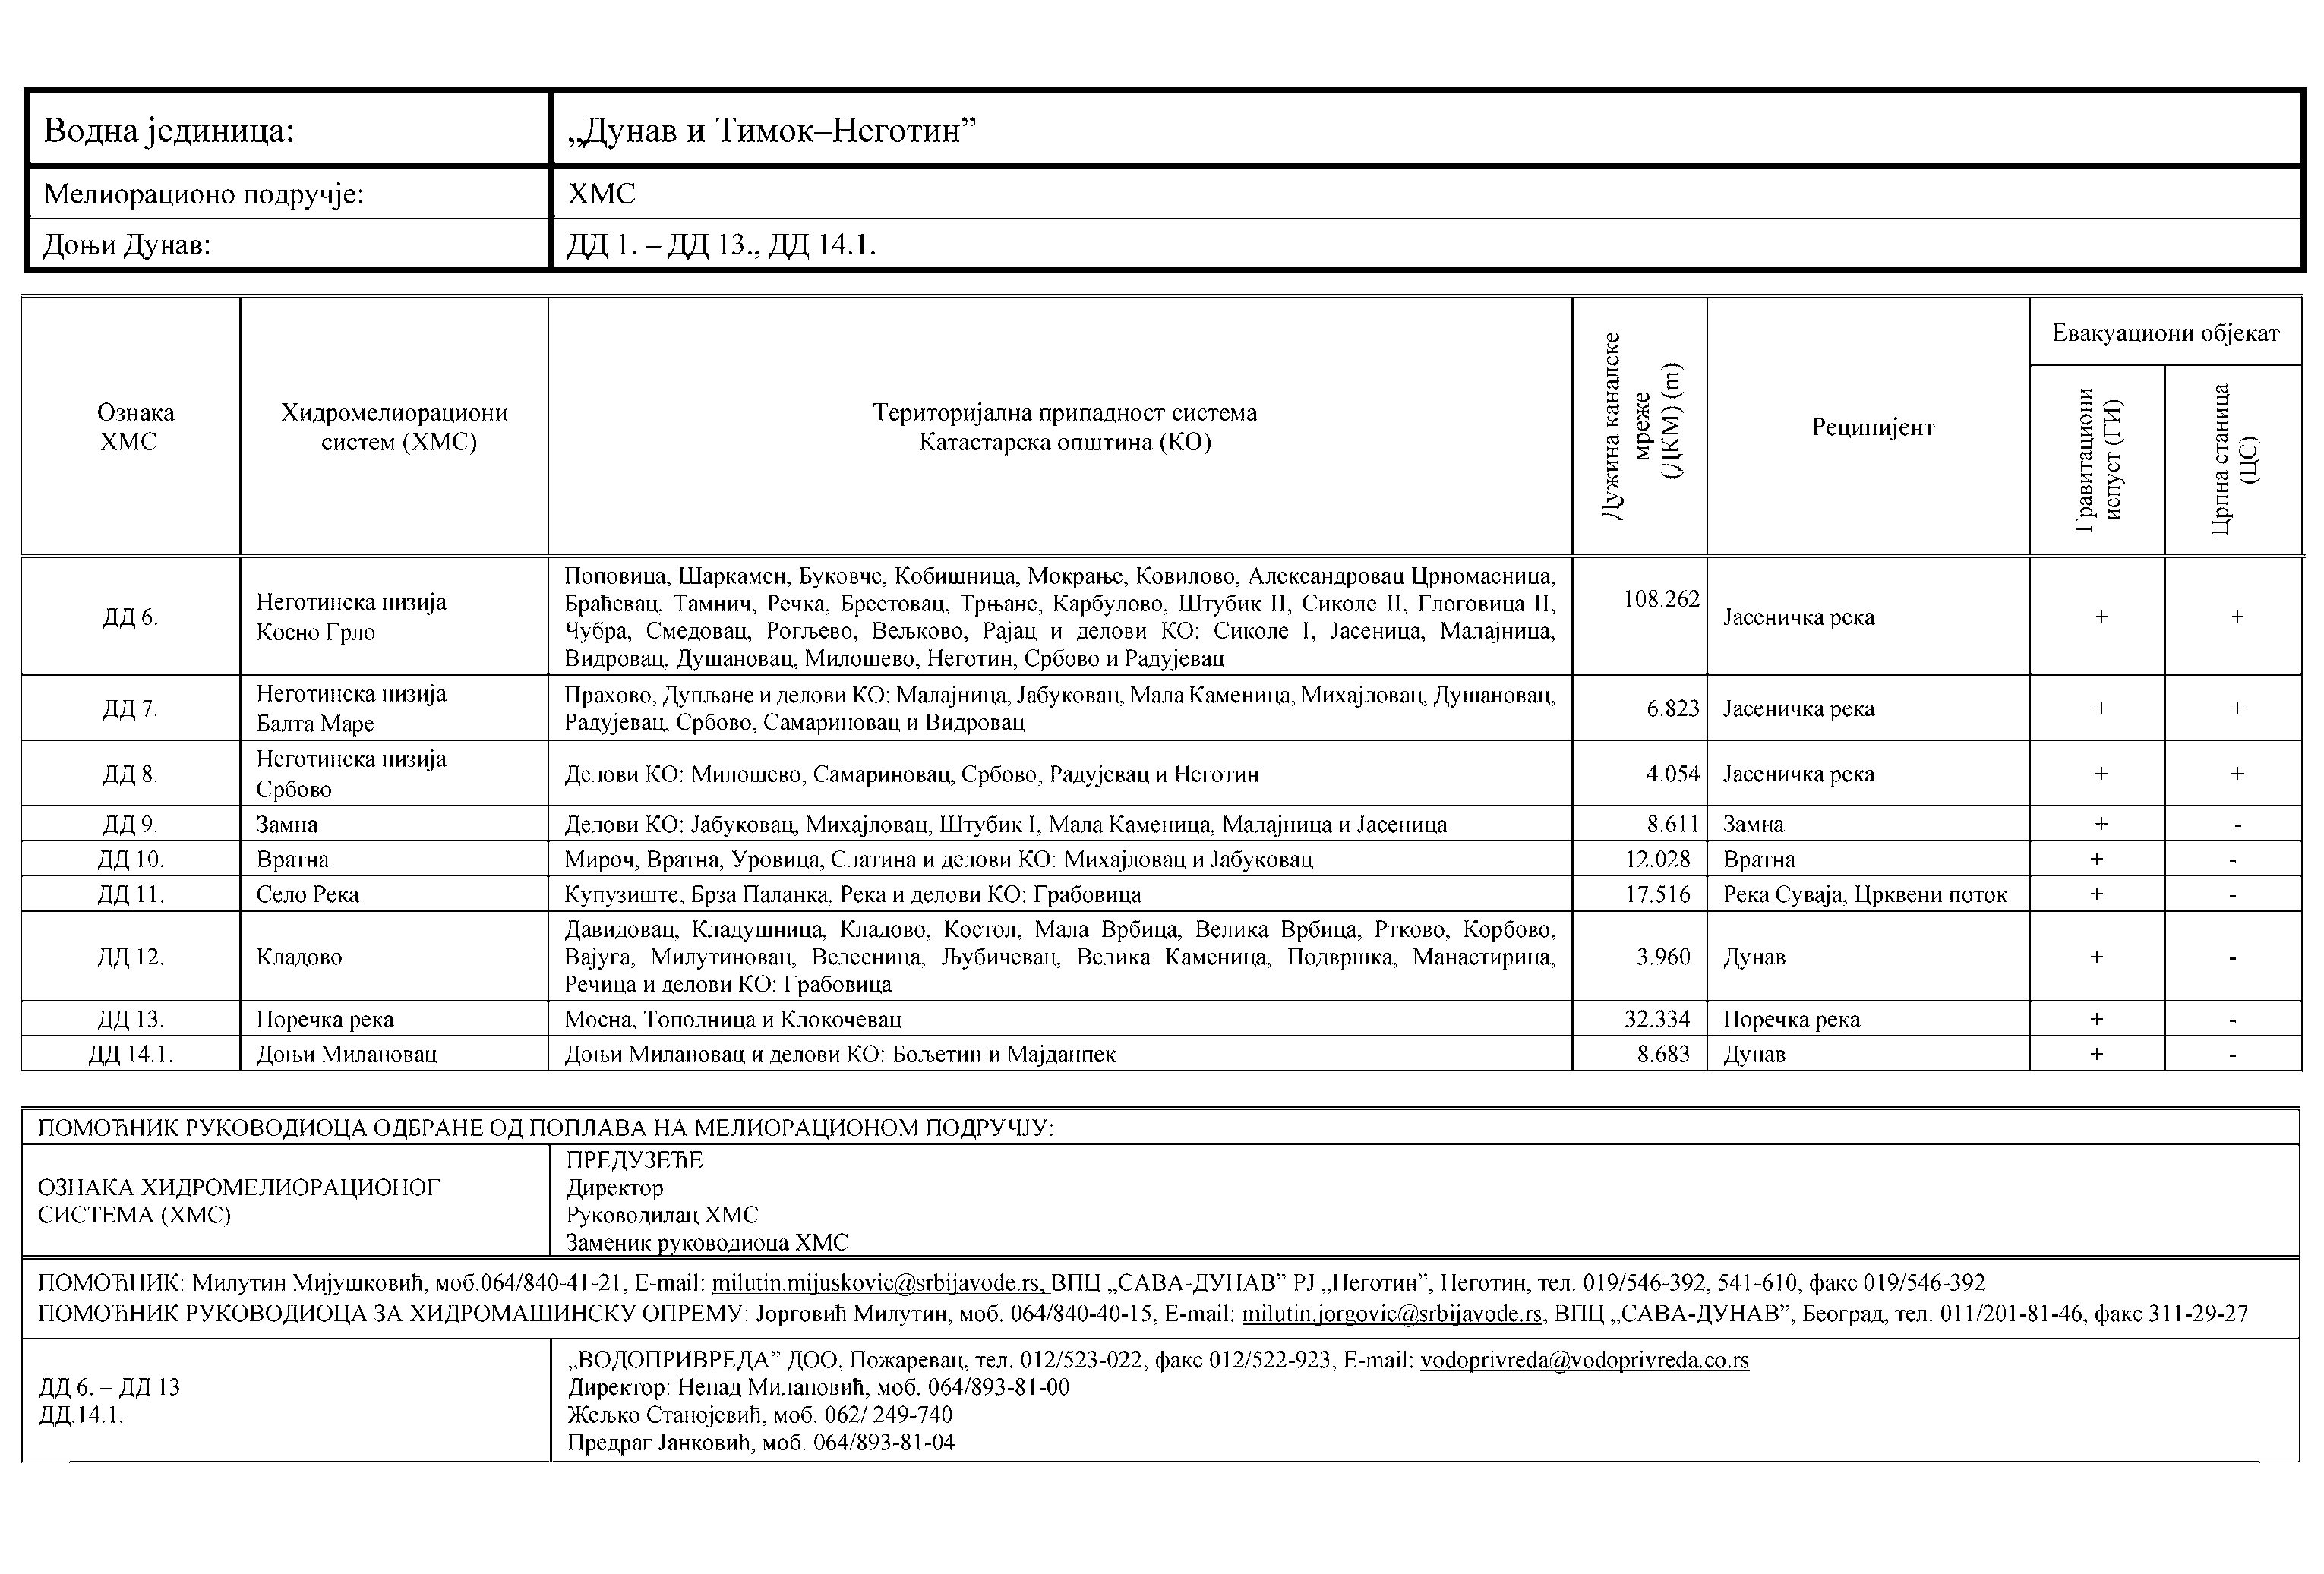 Водна јединица:
„Дунав и Тимок–Неготин”
Мелиорационо подручје:
ХМС
Доњи Дунав:
ДД 1. – ДД 13., ДД 14.1.
Ознака
ХМС
Хидромелиорациони
систем (ХМС)
Територијална припадност система
Катастарска општина (КО)
Дужина каналске
мреже
(ДКМ) (m)
Реципијент
Евакуациони објекат
Гравитациони
испуст (ГИ)
Црпна станица
(ЦС)
ДД 6.
Неготинска низија
Косно Грло
Поповица, Шаркамен, Буковче, Кобишница, Мокрање, Ковилово, Александровац Црномасница,
Браћевац, Тамнич, Речка, Брестовац, Трњане, Карбулово, Штубик II, Сиколе II, Глоговица II,
Чубра, Смедовац, Рогљево, Вељково, Рајац и делови КО: Сиколе I, Јасеница, Малајница,
Видровац, Душановац, Милошево, Неготин, Србово и Радујевац
108.262
Јасеничка река
+
+
ДД 7.
Неготинска низија
Балта Маре
Прахово, Дупљане и делови КО: Малајница, Јабуковац, Мала Каменица, Михајловац, Душановац,
Радујевац, Србово, Самариновац и Видровац
6.823
Јасеничка река
+
+
ДД 8.
Неготинска низија
Србово
Делови КО: Милошево, Самариновац, Србово, Радујевац и Неготин
4.054
Јасеничка река
+
+
ДД 9.
Замна
Делови КО: Јабуковац, Михајловац, Штубик I, Мала Каменица, Малајница и Јасеница
8.611
Замна
+
-
ДД 10.
Вратна
Мироч, Вратна, Уровица, Слатина и делови КО: Михајловац и Јабуковац
12.028
Вратна
+
-
ДД 11.
Село Река
Купузиште, Брза Паланка, Река и делови КО: Грабовица
17.516
Река Суваја, Црквени поток
+
-
ДД 12.
Кладово
Давидовац, Кладушница, Кладово, Костол, Мала Врбица, Велика Врбица, Ртково, Корбово,
Вајуга, Милутиновац, Велесница, Љубичевац, Велика Каменица, Подвршка, Манастирица,
Речица и делови КО: Грабовица
3.960
Дунав
+
-
ДД 13.
Поречка река
Мосна, Тополница и Клокочевац
32.334
Поречка река
+
-
ДД 14.1.
Доњи Милановац
Доњи Милановац и делови КО: Бољетин и Мајданпек
8.683
Дунав
+
-
ПОМОЋНИК РУКОВОДИОЦА ОДБРАНЕ ОД ПОПЛАВА НА МЕЛИОРАЦИОНОМ ПОДРУЧЈУ:
ОЗНАКА ХИДРОМЕЛИОРАЦИОНОГ
СИСТЕМА (ХМС)
ПРЕДУЗЕЋЕ
Директор
Руководилац ХМС
Заменик руководиоца ХМС
ПОМОЋНИК: Милутин Мијушковић, моб.064/840-41-21, E-mail: milutin.mijuskovic@srbijavode.rs, ВПЦ „САВА-ДУНАВ” РЈ „Неготин”, Неготин, тел. 019/546-392, 541-610, факс 019/546-392
ПОМОЋНИК РУКОВОДИОЦА ЗА ХИДРОМАШИНСКУ ОПРЕМУ: Јорговић Милутин, моб. 064/840-40-15, E-mail: milutin.jorgovic@srbijavode.rs, ВПЦ „САВА-ДУНАВ”, Београд, тел. 011/201-81-46, факс 311-29-27
ДД 6. – ДД 13
ДД.14.1.
„ВОДОПРИВРЕДА” ДОО, Пожаревац, тел. 012/523-022, факс 012/522-923, E-mail: vodoprivreda@vodoprivreda.co.rs
Директор: Ненад Милановић, моб. 064/893-81-00
Жељко Станојевић, моб. 062/ 249-740
Предраг Јанковић, моб. 064/893-81-04